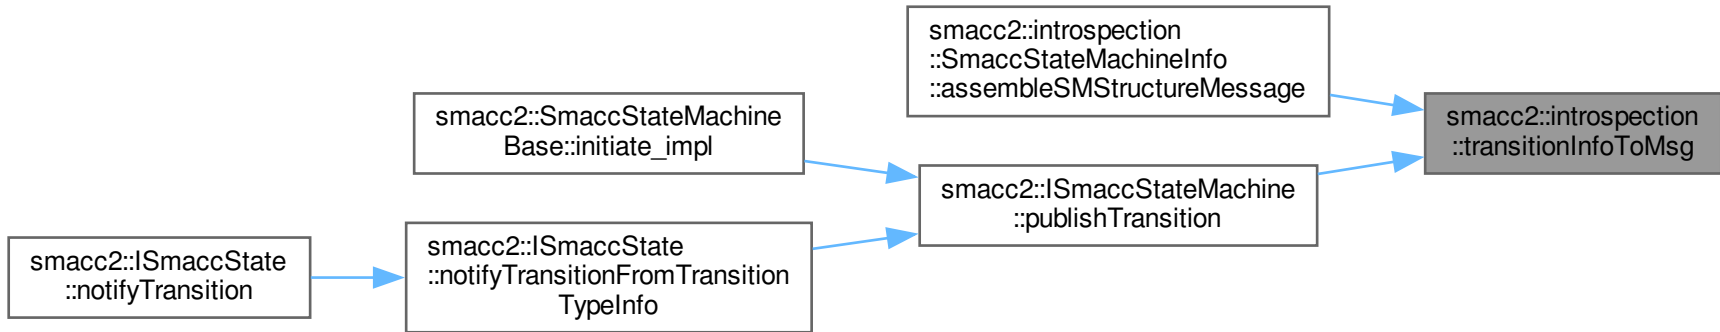 smacc2::introspection
::SmaccStateMachineInfo
::assembleSMStructureMessage
smacc2::introspection
::transitionInfoToMsg
smacc2::SmaccStateMachine
Base::initiate_impl
smacc2::ISmaccStateMachine
::publishTransition
smacc2::ISmaccState
::notifyTransitionFromTransition
TypeInfo
smacc2::ISmaccState
::notifyTransition